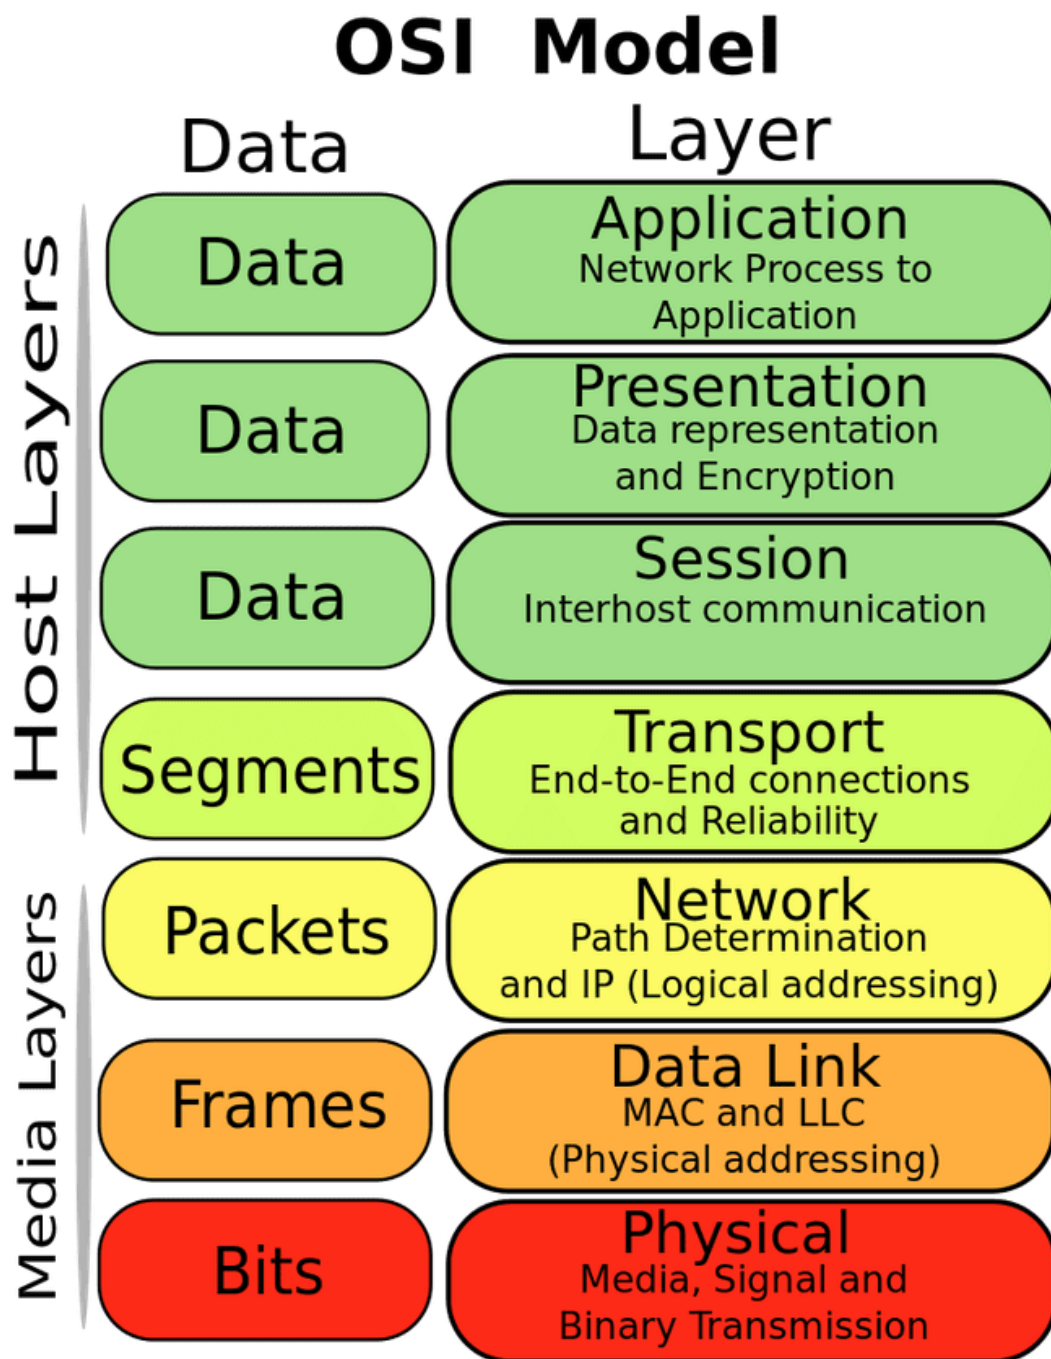 OSI Model
Data
Layer
Host Layers
Data
Application
Network Process to
Application
Data
Presentation
Data representation
and Encryption
Data
Session
Interhost communication
Segments
Transport
End-to-End connections
and Reliability
Media Layers
Packets
Network
Path Determination
and IP (Logical addressing)
Frames
Data Link
MAC and LLC
(Physical addressing)
Bits
Physical
Media, Signal and
Binary Transmission